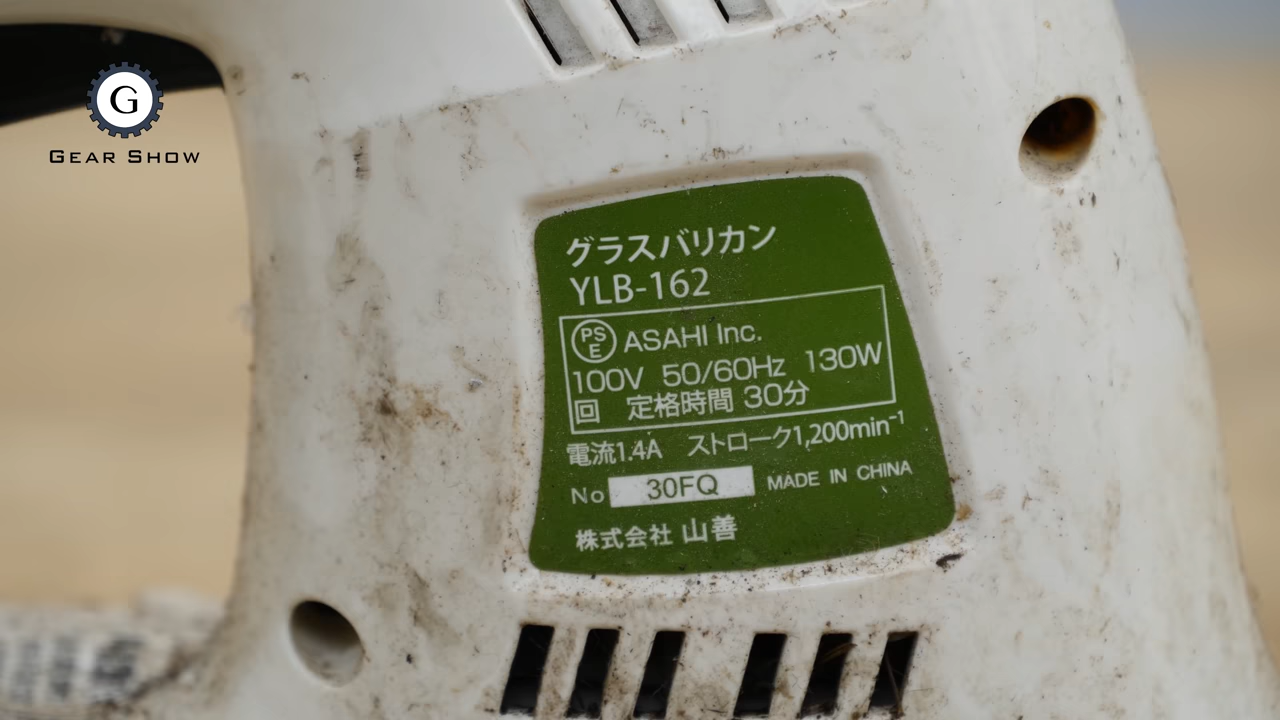 G
GEAR SHOW
グラスバリカン
YLB-162
PSE ASAHI Inc.
100V 50/60Hz 130W
回 定格時間 30分
電流1.4A ストローク1,200min⁻¹
No 30FQ MADE IN CHINA
株式会社 山善